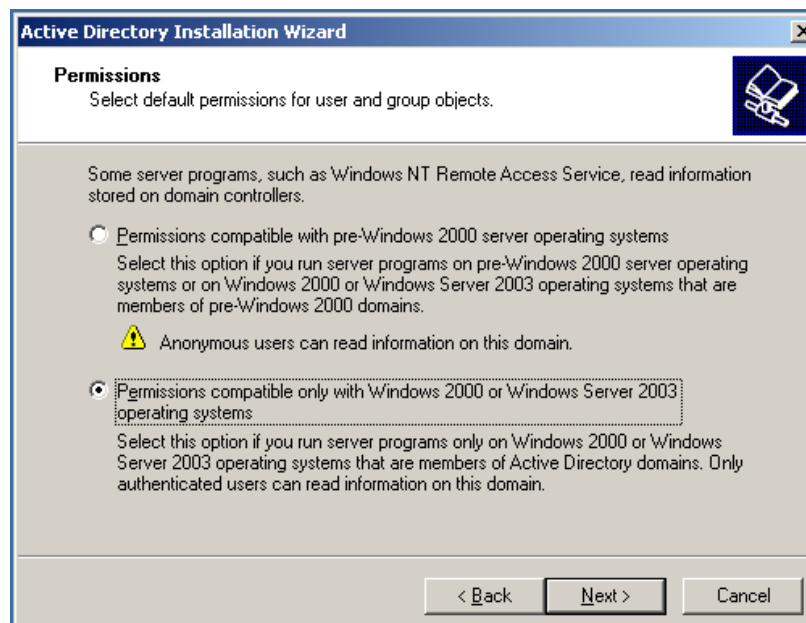 Active Directory Installation Wizard
Permissions
Select default permissions for user and group objects.
Some server programs, such as Windows NT Remote Access Service, read information
stored on domain controllers.
Permissions compatible with pre-Windows 2000 server operating systems
Select this option if you run server programs on pre-Windows 2000 server operating
systems or on Windows 2000 or Windows Server 2003 operating systems that are
members of pre-Windows 2000 domains.
Anonymous users can read information on this domain.
Permissions compatible only with Windows 2000 or Windows Server 2003
operating systems
Select this option if you run server programs only on Windows 2000 or Windows
Server 2003 operating systems that are members of Active Directory domains. Only
authenticated users can read information on this domain.
< Back Next > Cancel